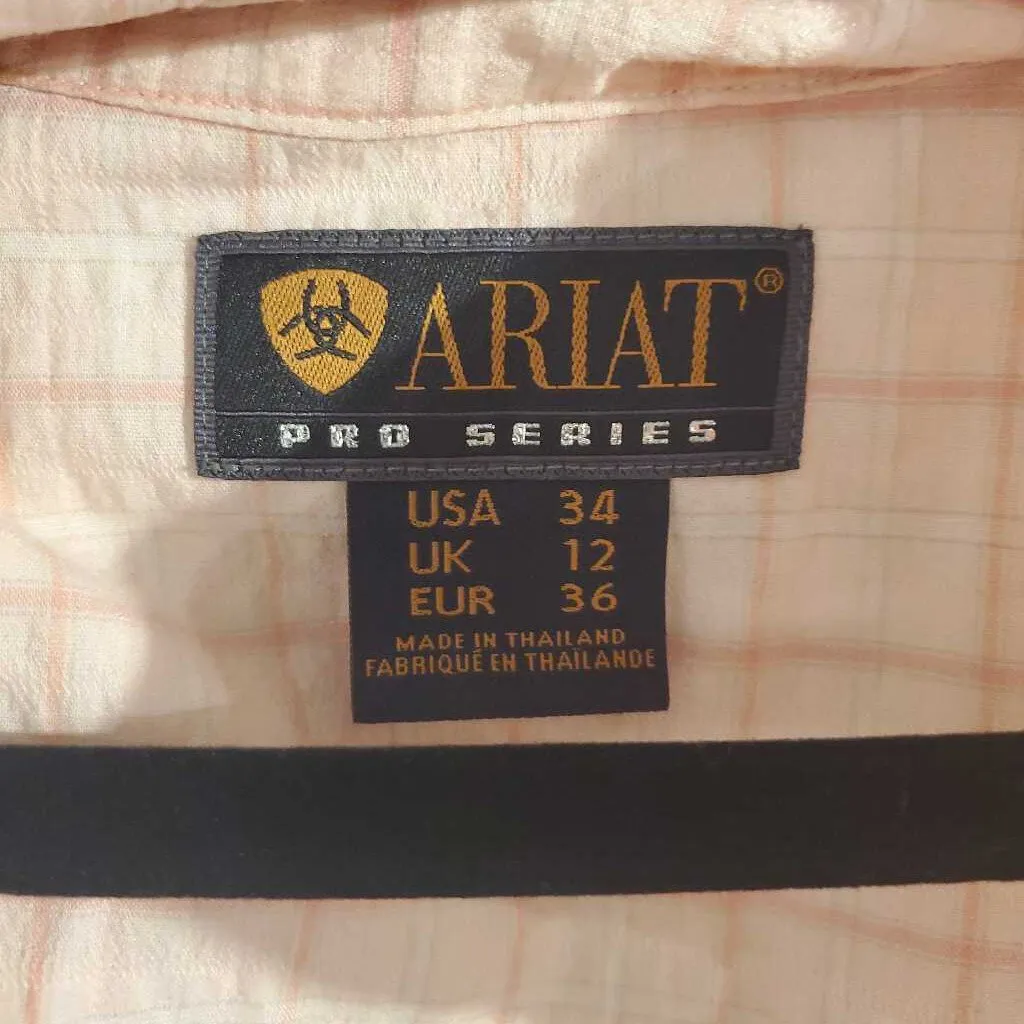 ARIAT®
PRO SERIES
USA 34
UK 12
EUR 36
MADE IN THAILAND
FABRIQUÉ EN THAÏLANDE